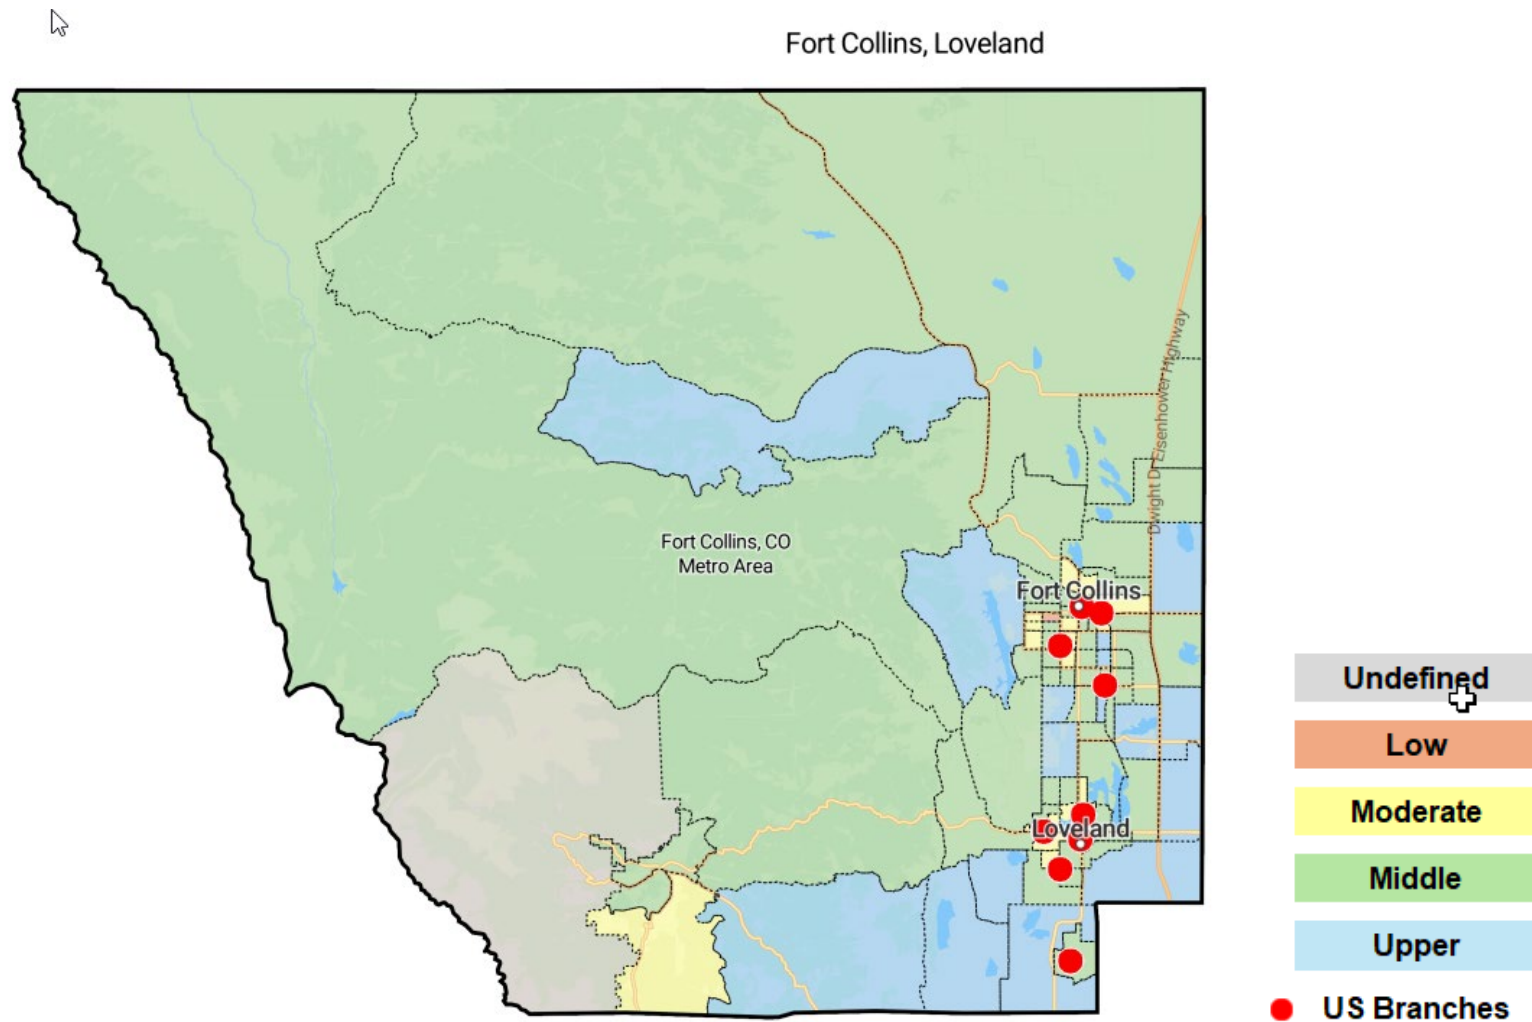 Fort Collins, Loveland
Dwight D. Eisenhower Highway
Fort Collins, CO
Metro Area
Fort Collins
Loveland
Undefined
Low
Moderate
Middle
Upper
US Branches